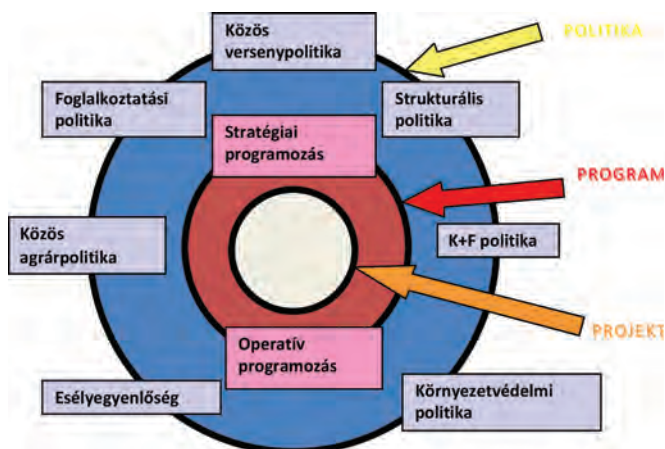 Közös
versenypolitika
POLITIKA
Foglalkoztatási
politika
Strukturális
politika
Stratégiai
programozás
PROGRAM
Közös
agrárpolitika
K+F politika
PROJEKT
Operatív
programozás
Esélyegyenlőség
Környezetvédelmi
politika